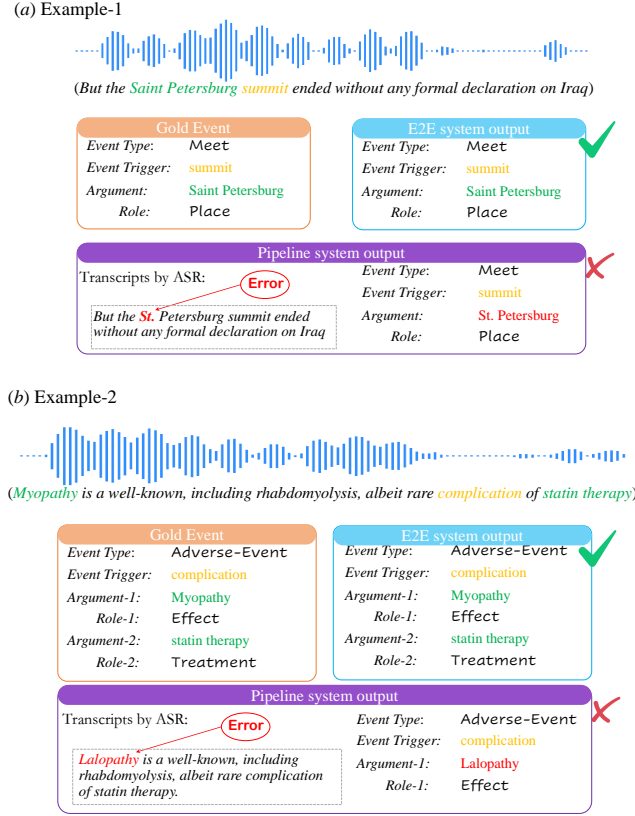 (a) Example-1
(But the Saint Petersburg summit ended without any formal declaration on Iraq)
Gold Event
Event Type: Meet
Event Trigger: summit
Argument: Saint Petersburg
Role: Place
E2E system output
Event Type: Meet
Event Trigger: summit
Argument: Saint Petersburg
Role: Place
Pipeline system output
Transcripts by ASR:
Error
But the St. Petersburg summit ended
without any formal declaration on Iraq
Event Type: Meet
Event Trigger: summit
Argument: St. Petersburg
Role: Place
(b) Example-2
(Myopathy is a well-known, including rhabdomyolysis, albeit rare complication of statin therapy)
Gold Event
Event Type: Adverse-Event
Event Trigger: complication
Argument-1: Myopathy
Role-1: Effect
Argument-2: statin therapy
Role-2: Treatment
E2E system output
Event Type: Adverse-Event
Event Trigger: complication
Argument-1: Myopathy
Role-1: Effect
Argument-2: statin therapy
Role-2: Treatment
Pipeline system output
Transcripts by ASR:
Error
Lalopathy is a well-known, including
rhabdomyolysis, albeit rare complication
of statin therapy.
Event Type: Adverse-Event
Event Trigger: complication
Argument-1: Lalopathy
Role-1: Effect